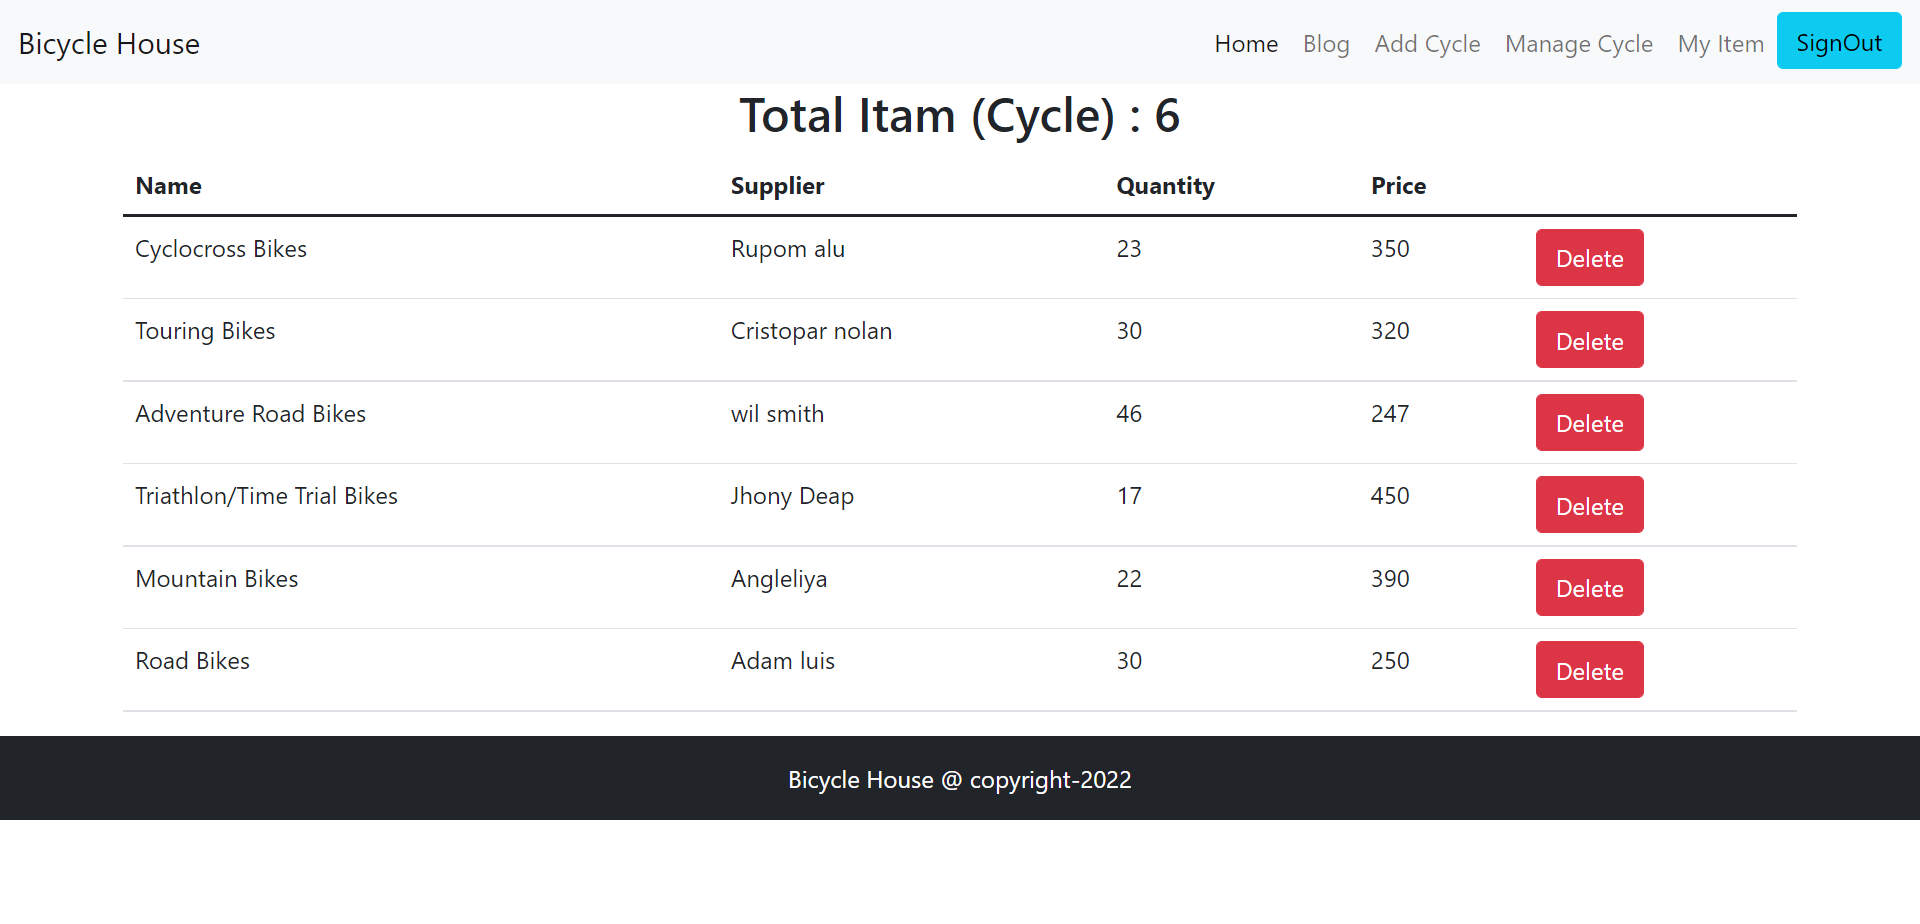 Bicycle House Home Blog Add Cycle Manage Cycle My Item SignOut
Total Itam (Cycle) : 6
Name Supplier Quantity Price
Cyclocross Bikes Rupom alu 23 350 Delete
Touring Bikes Cristopar nolan 30 320 Delete
Adventure Road Bikes wil smith 46 247 Delete
Triathlon/Time Trial Bikes Jhony Deap 17 450 Delete
Mountain Bikes Angleliya 22 390 Delete
Road Bikes Adam luis 30 250 Delete
Bicycle House @ copyright-2022